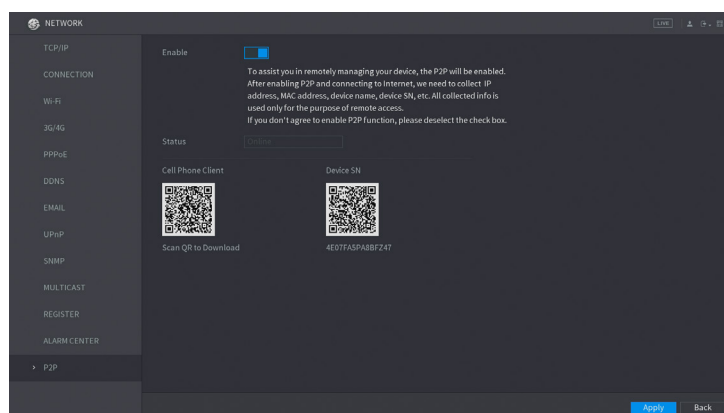 NETWORK
LIVE
TCP/IP
CONNECTION
Wi-Fi
3G/4G
PPPoE
DDNS
EMAIL
UPnP
SNMP
MULTICAST
REGISTER
ALARM CENTER
P2P
Enable
To assist you in remotely managing your device, the P2P will be enabled.
After enabling P2P and connecting to Internet, we need to collect IP
address, MAC address, device name, device SN, etc. All collected info is
used only for the purpose of remote access.
If you don't agree to enable P2P function, please deselect the check box.
Status Online
Cell Phone Client Device SN
Scan QR to Download 4E07FA5PA8BFZ47
Apply Back